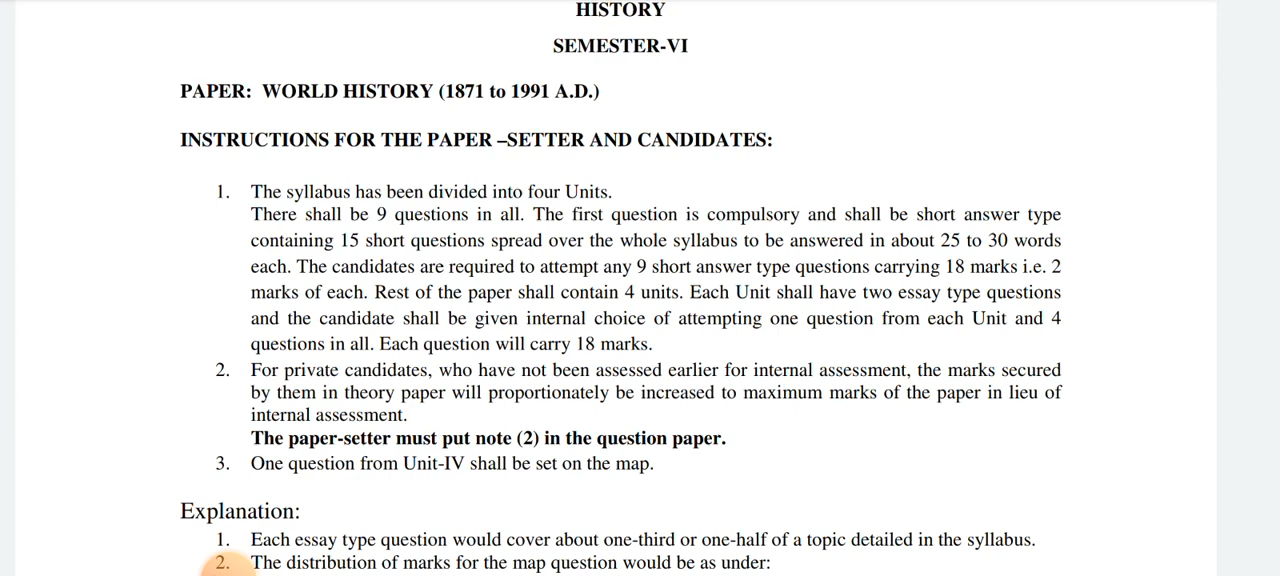 HISTORY
SEMESTER-VI
PAPER: WORLD HISTORY (1871 to 1991 A.D.)
INSTRUCTIONS FOR THE PAPER –SETTER AND CANDIDATES:
1. The syllabus has been divided into four Units.
There shall be 9 questions in all. The first question is compulsory and shall be short answer type
containing 15 short questions spread over the whole syllabus to be answered in about 25 to 30 words
each. The candidates are required to attempt any 9 short answer type questions carrying 18 marks i.e. 2
marks of each. Rest of the paper shall contain 4 units. Each Unit shall have two essay type questions
and the candidate shall be given internal choice of attempting one question from each Unit and 4
questions in all. Each question will carry 18 marks.
2. For private candidates, who have not been assessed earlier for internal assessment, the marks secured
by them in theory paper will proportionately be increased to maximum marks of the paper in lieu of
internal assessment.
The paper-setter must put note (2) in the question paper.
3. One question from Unit-IV shall be set on the map.
Explanation:
1. Each essay type question would cover about one-third or one-half of a topic detailed in the syllabus.
2. The distribution of marks for the map question would be as under: